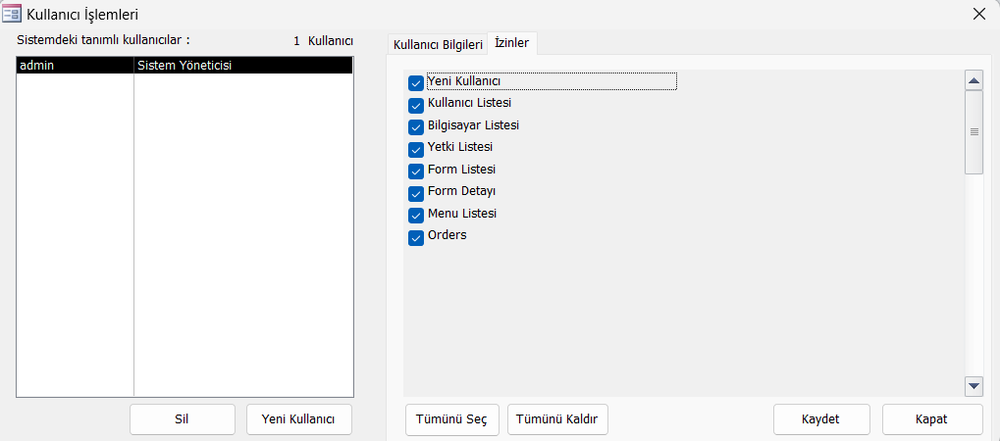 Kullanıcı İşlemleri
Sistemdeki tanımlı kullanıcılar : 1 Kullanıcı
admin Sistem Yöneticisi
Sil Yeni Kullanıcı
Kullanıcı Bilgileri İzinler
Yeni Kullanıcı
Kullanıcı Listesi
Bilgisayar Listesi
Yetki Listesi
Form Listesi
Form Detayı
Menu Listesi
Orders
Tümünü Seç Tümünü Kaldır Kaydet Kapat